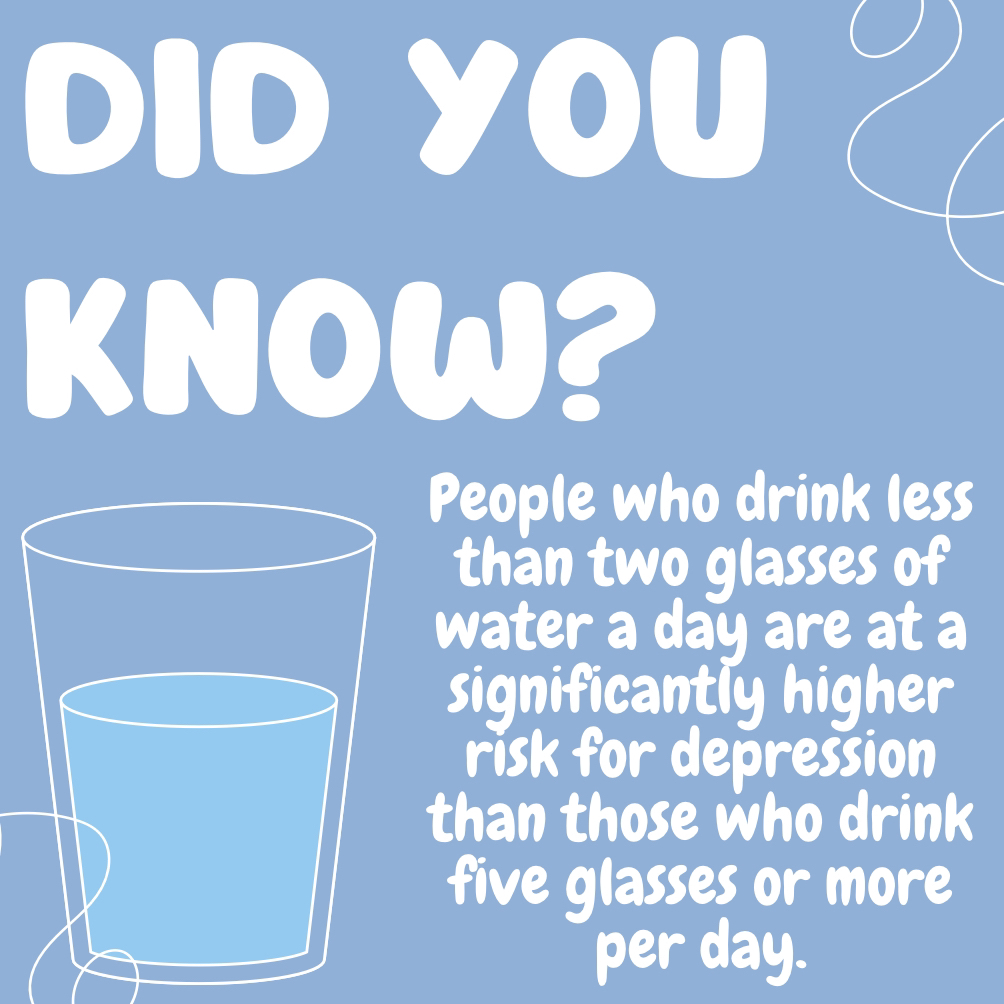 DID YOU
KNOW?
People who drink less
than two glasses of
water a day are at a
significantly higher
risk for depression
than those who drink
five glasses or more
per day.